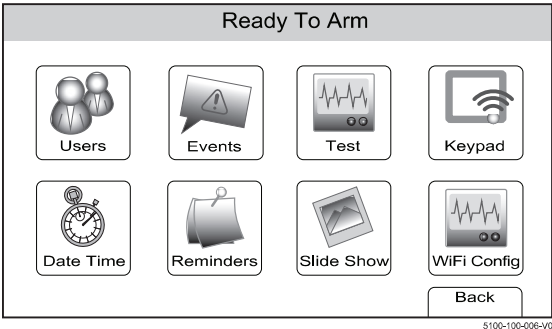 Ready To Arm
Users
Events
Test
Keypad
Date Time
Reminders
Slide Show
WiFi Config
Back
5100-100-006-V0